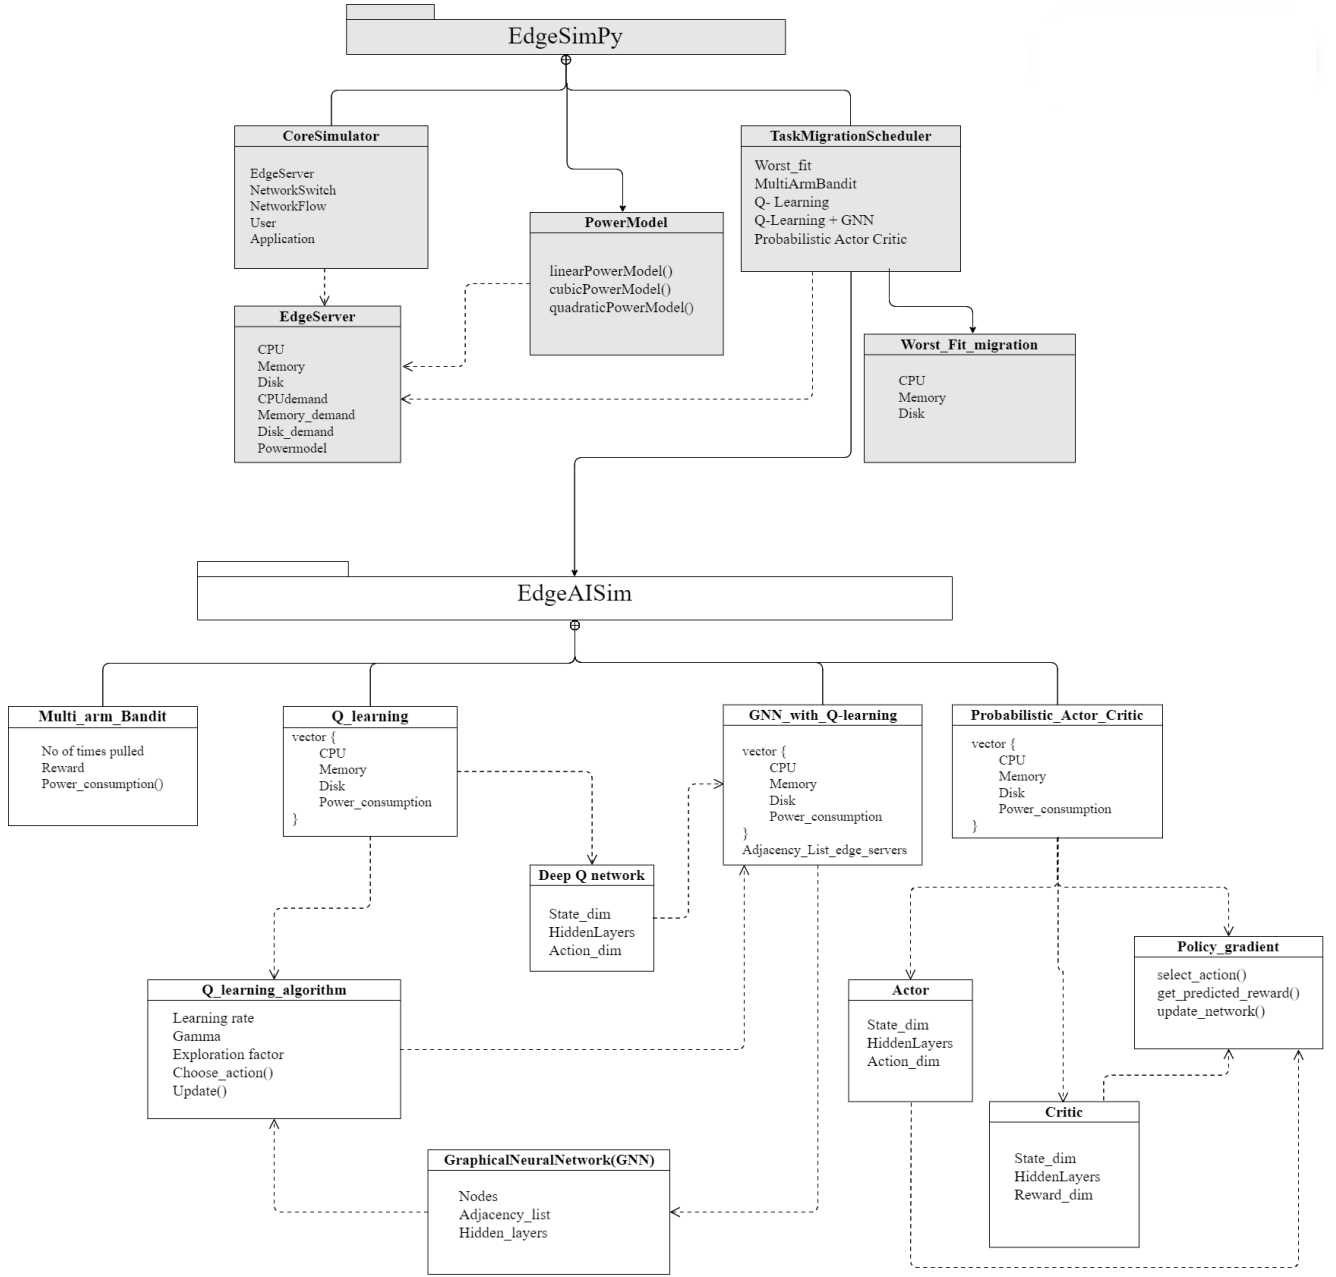 EdgeSimPy
CoreSimulator
EdgeServer
NetworkSwitch
NetworkFlow
User
Application
TaskMigrationScheduler
Worst_fit
MultiArmBandit
Q- Learning
Q-Learning + GNN
Probabilistic Actor Critic
PowerModel
linearPowerModel()
cubicPowerModel()
quadraticPowerModel()
EdgeServer
CPU
Memory
Disk
CPUdemand
Memory_demand
Disk_demand
Powermodel
Worst_Fit_migration
CPU
Memory
Disk
EdgeAISim
Multi_arm_Bandit
No of times pulled
Reward
Power_consumption()
Q_learning
vector {
CPU
Memory
Disk
Power_consumption
}
GNN_with_Q-learning
vector {
CPU
Memory
Disk
Power_consumption
}
Adjacency_List_edge_servers
Probabilistic_Actor_Critic
vector {
CPU
Memory
Disk
Power_consumption
}
Deep Q network
State_dim
HiddenLayers
Action_dim
Policy_gradient
select_action()
get_predicted_reward()
update_network()
Q_learning_algorithm
Learning rate
Gamma
Exploration factor
Choose_action()
Update()
Actor
State_dim
HiddenLayers
Action_dim
Critic
State_dim
HiddenLayers
Reward_dim
GraphicalNeuralNetwork(GNN)
Nodes
Adjacency_list
Hidden_layers